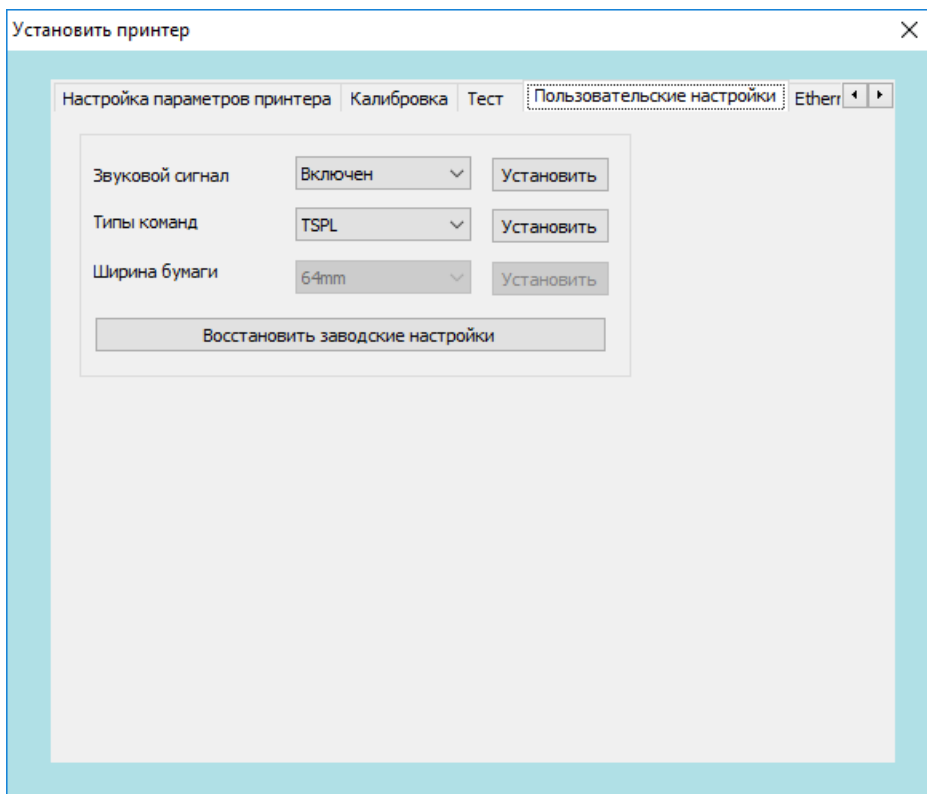 Установить принтер
Настройка параметров принтера Калибровка Тест Пользовательские настройки Ethern
Звуковой сигнал Включен Установить
Типы команд TSPL Установить
Ширина бумаги 64mm Установить
Восстановить заводские настройки